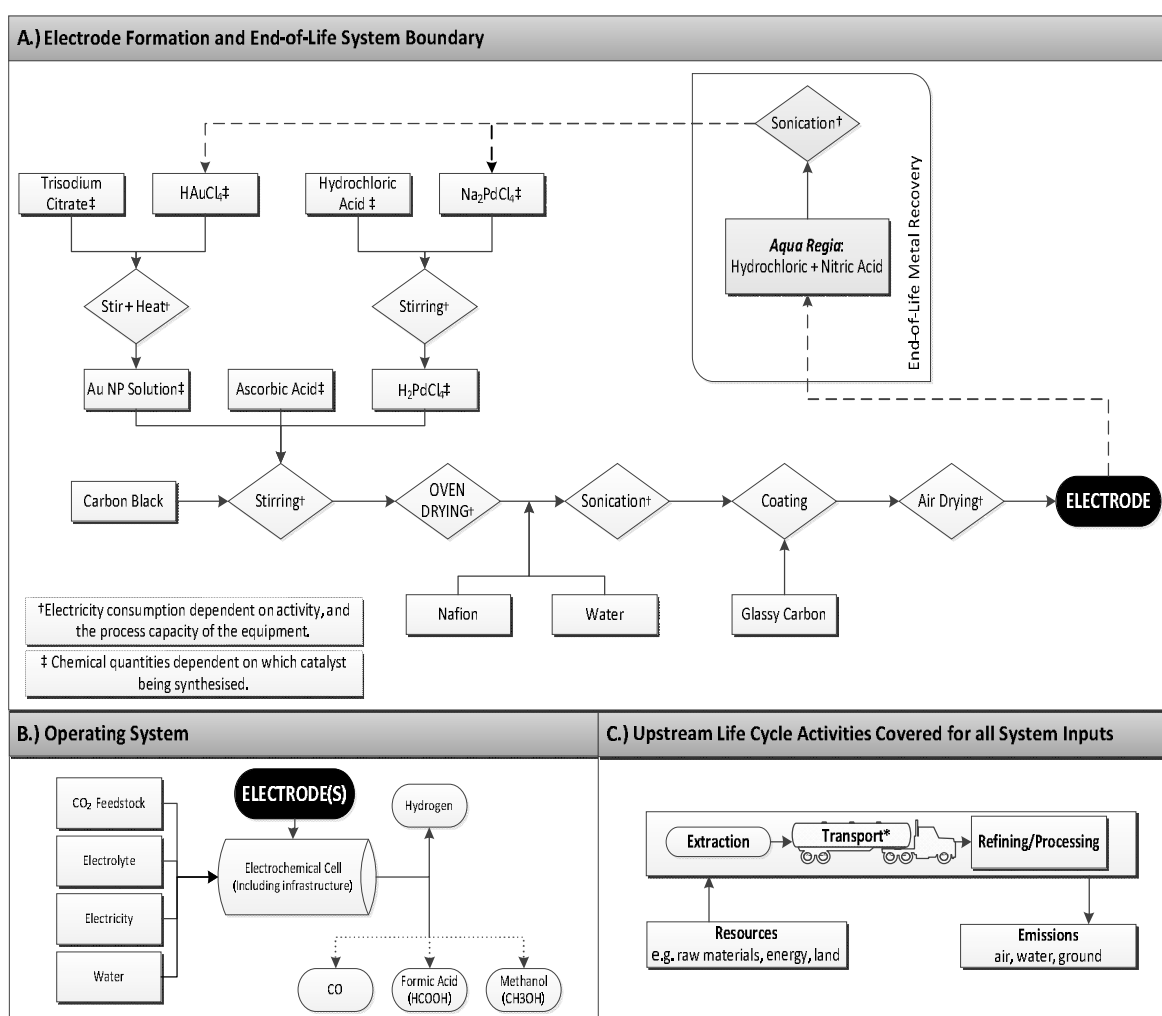 A.) Electrode Formation and End-of-Life System Boundary
Sonication†
Trisodium
Citrate‡
HAuCl₄‡
Hydrochloric
Acid ‡
Na₂PdCl₄‡
Aqua Regia:
Hydrochloric + Nitric Acid
End-of-Life Metal Recovery
Stir + Heat†
Stirring†
Au NP Solution‡
Ascorbic Acid‡
H₂PdCl₄‡
Carbon Black
Stirring†
OVEN
DRYING†
Sonication†
Coating
Air Drying†
ELECTRODE
Nafion
Water
Glassy Carbon
†Electricity consumption dependent on activity, and
the process capacity of the equipment.
‡ Chemical quantities dependent on which catalyst
being synthesised.
B.) Operating System
CO₂ Feedstock
Electrolyte
Electricity
Water
ELECTRODE(S)
Electrochemical Cell
(Including infrastructure)
Hydrogen
CO
Formic Acid
(HCOOH)
Methanol
(CH3OH)
C.) Upstream Life Cycle Activities Covered for all System Inputs
Extraction
Transport*
Refining/Processing
Resources
e.g. raw materials, energy, land
Emissions
air, water, ground